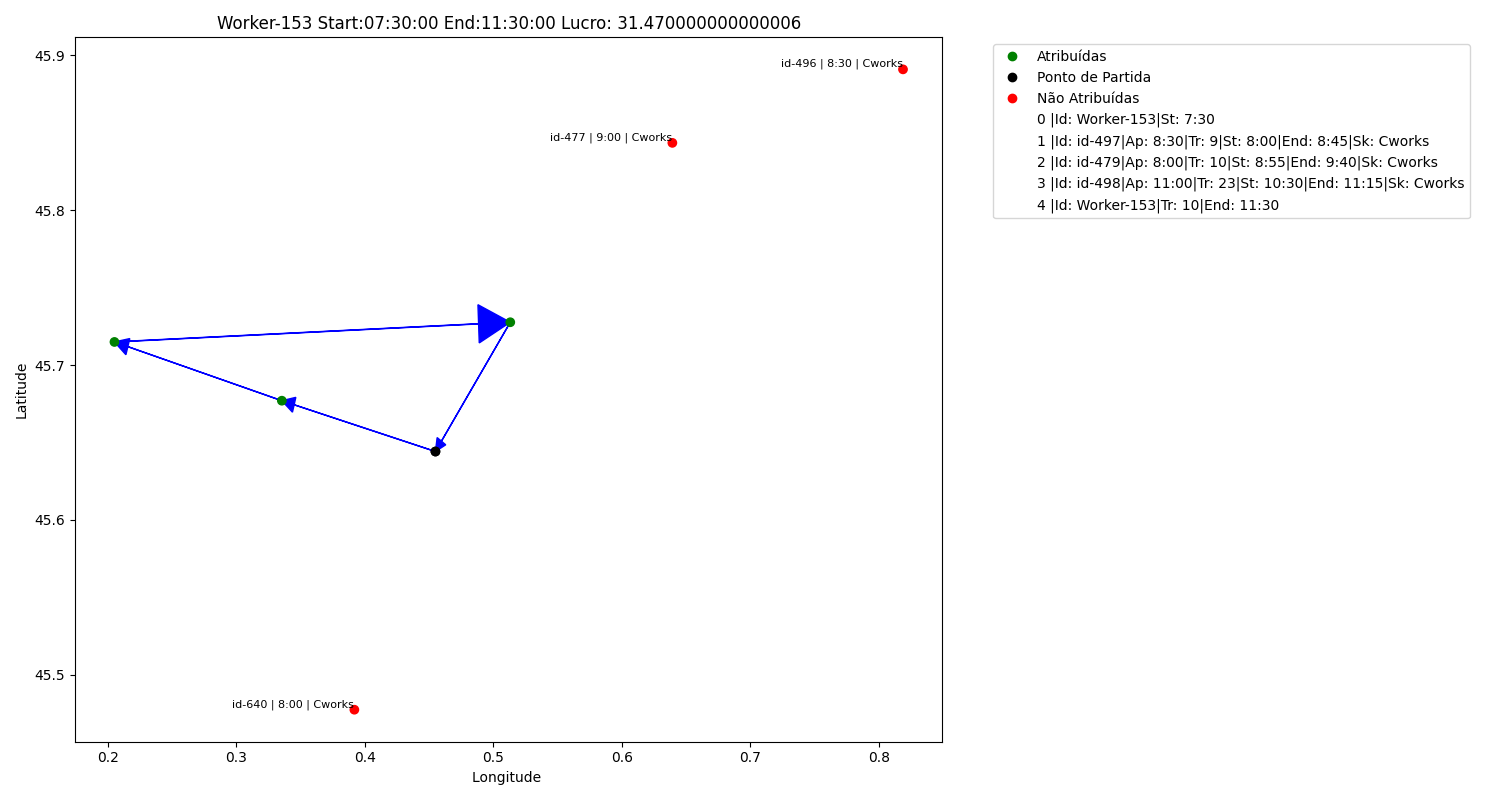 Worker-153 Start:07:30:00 End:11:30:00 Lucro: 31.470000000000006
45.9
45.8
45.7
45.6
45.5
Latitude
id-496 | 8:30 | Cworks
id-477 | 9:00 | Cworks
id-640 | 8:00 | Cworks
0.2
0.3
0.4
0.5
0.6
0.7
0.8
Longitude
Atribuídas
Ponto de Partida
Não Atribuídas
0 |Id: Worker-153|St: 7:30
1 |Id: id-497|Ap: 8:30|Tr: 9|St: 8:00|End: 8:45|Sk: Cworks
2 |Id: id-479|Ap: 8:00|Tr: 10|St: 8:55|End: 9:40|Sk: Cworks
3 |Id: id-498|Ap: 11:00|Tr: 23|St: 10:30|End: 11:15|Sk: Cworks
4 |Id: Worker-153|Tr: 10|End: 11:30